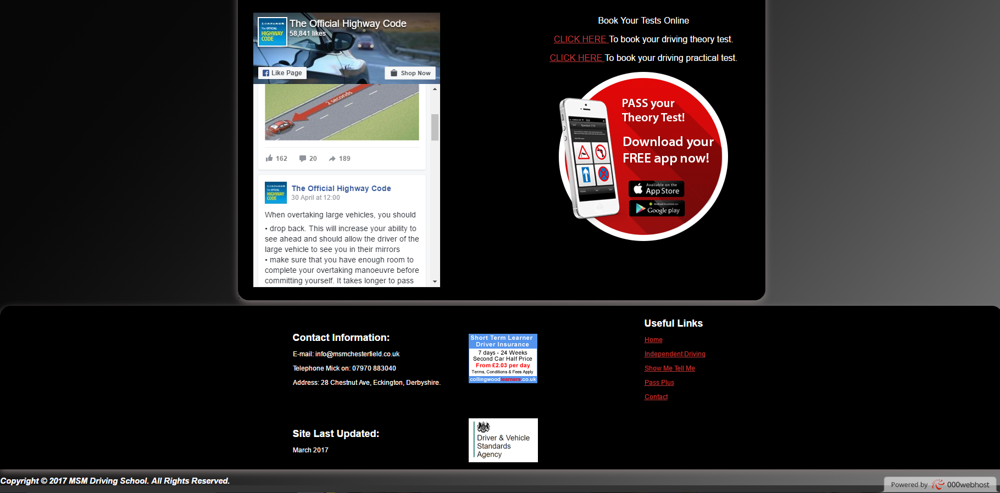 The Official Highway Code
58,841 likes
The OFFICIAL
HIGHWAY
CODE
Like Page
Shop Now
2 seconds
162 20 189
The OFFICIAL
HIGHWAY
CODE
The Official Highway Code
30 April at 12:00
When overtaking large vehicles, you should
• drop back. This will increase your ability to
see ahead and should allow the driver of the
large vehicle to see you in their mirrors
• make sure that you have enough room to
complete your overtaking manoeuvre before
committing yourself. It takes longer to pass
Book Your Tests Online
CLICK HERE To book your driving theory test.
CLICK HERE To book your driving practical test.
PASS your
Theory Test!
Download your
FREE app now!
Available on the
App Store
Android Available on
Google play
Contact Information:
E-mail: info@msmchesterfield.co.uk
Telephone Mick on: 07970 883040
Address: 28 Chestnut Ave, Eckington, Derbyshire.
Site Last Updated:
March 2017
Short Term Learner
Driver Insurance
7 days - 24 Weeks
Second Car Half Price
From £2.03 per day
Terms, Conditions & Fees Apply
collingwoodlearners.co.uk
Driver & Vehicle
Standards
Agency
Useful Links
Home
Independent Driving
Show Me Tell Me
Pass Plus
Contact
Copyright © 2017 MSM Driving School. All Rights Reserved.
Powered by 000webhost